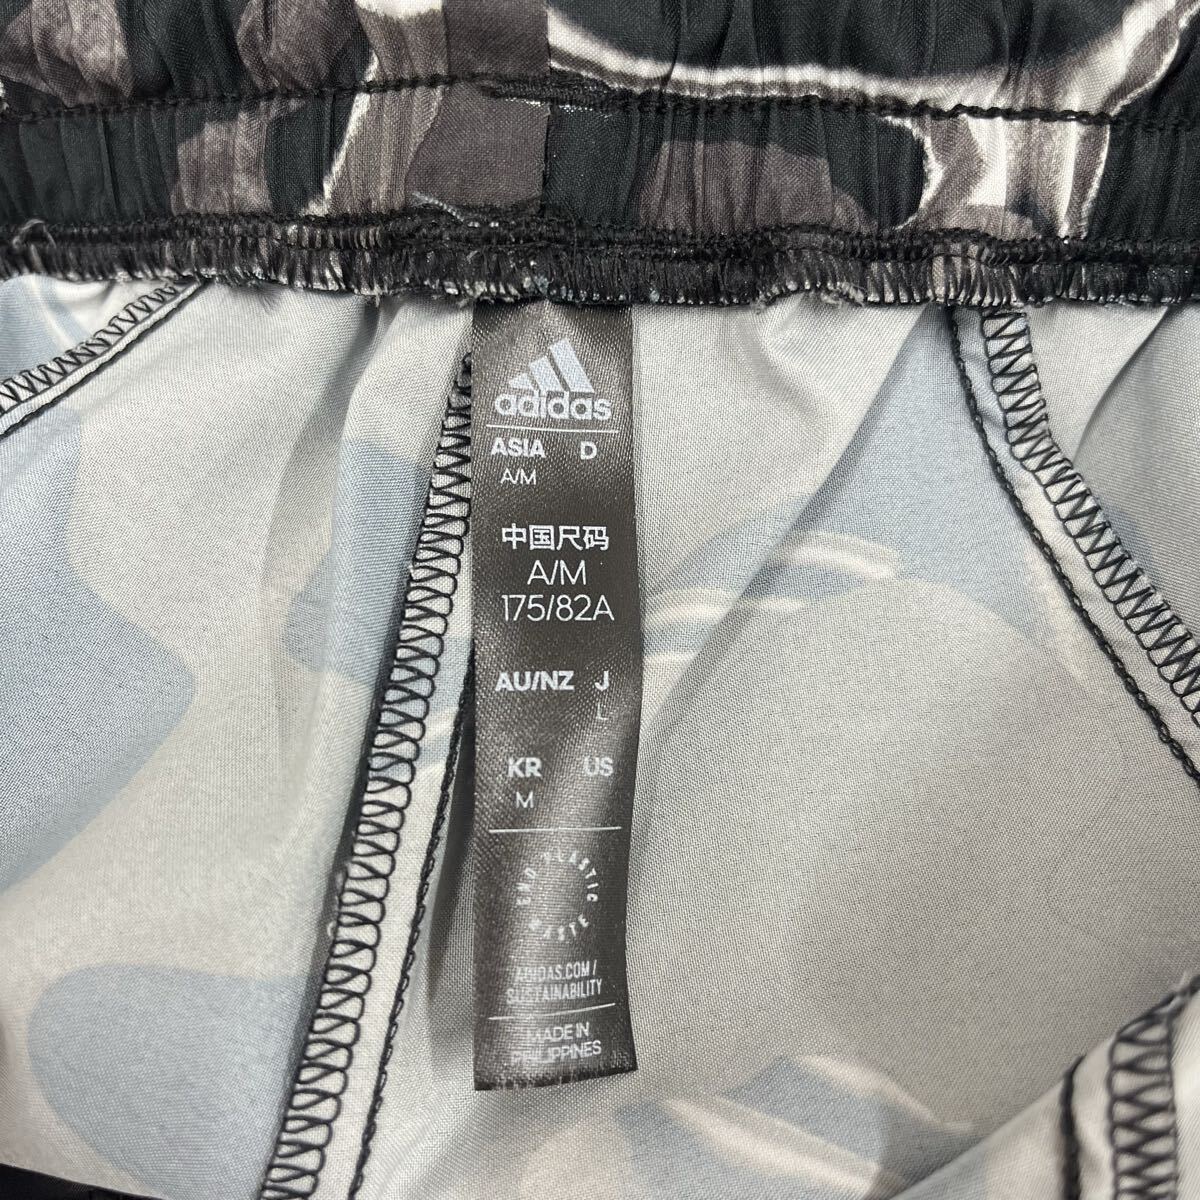 adidas
ASIA D
A/M
中国尺码
A/M
175/82A
AU/NZ J
L
KR US
M
END PLASTIC WASTE
ADIDAS.COM/
SUSTAINABILITY
MADE IN
PHILIPPINES